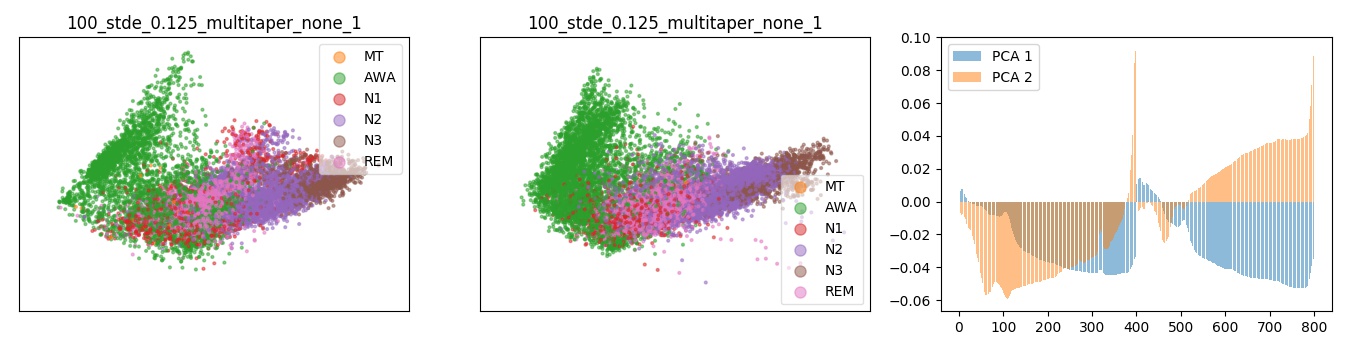 100_stde_0.125_multitaper_none_1
MT
AWA
N1
N2
N3
REM
100_stde_0.125_multitaper_none_1
MT
AWA
N1
N2
N3
REM
PCA 1
PCA 2
0.10
0.08
0.06
0.04
0.02
0.00
−0.02
−0.04
−0.06
0 100 200 300 400 500 600 700 800